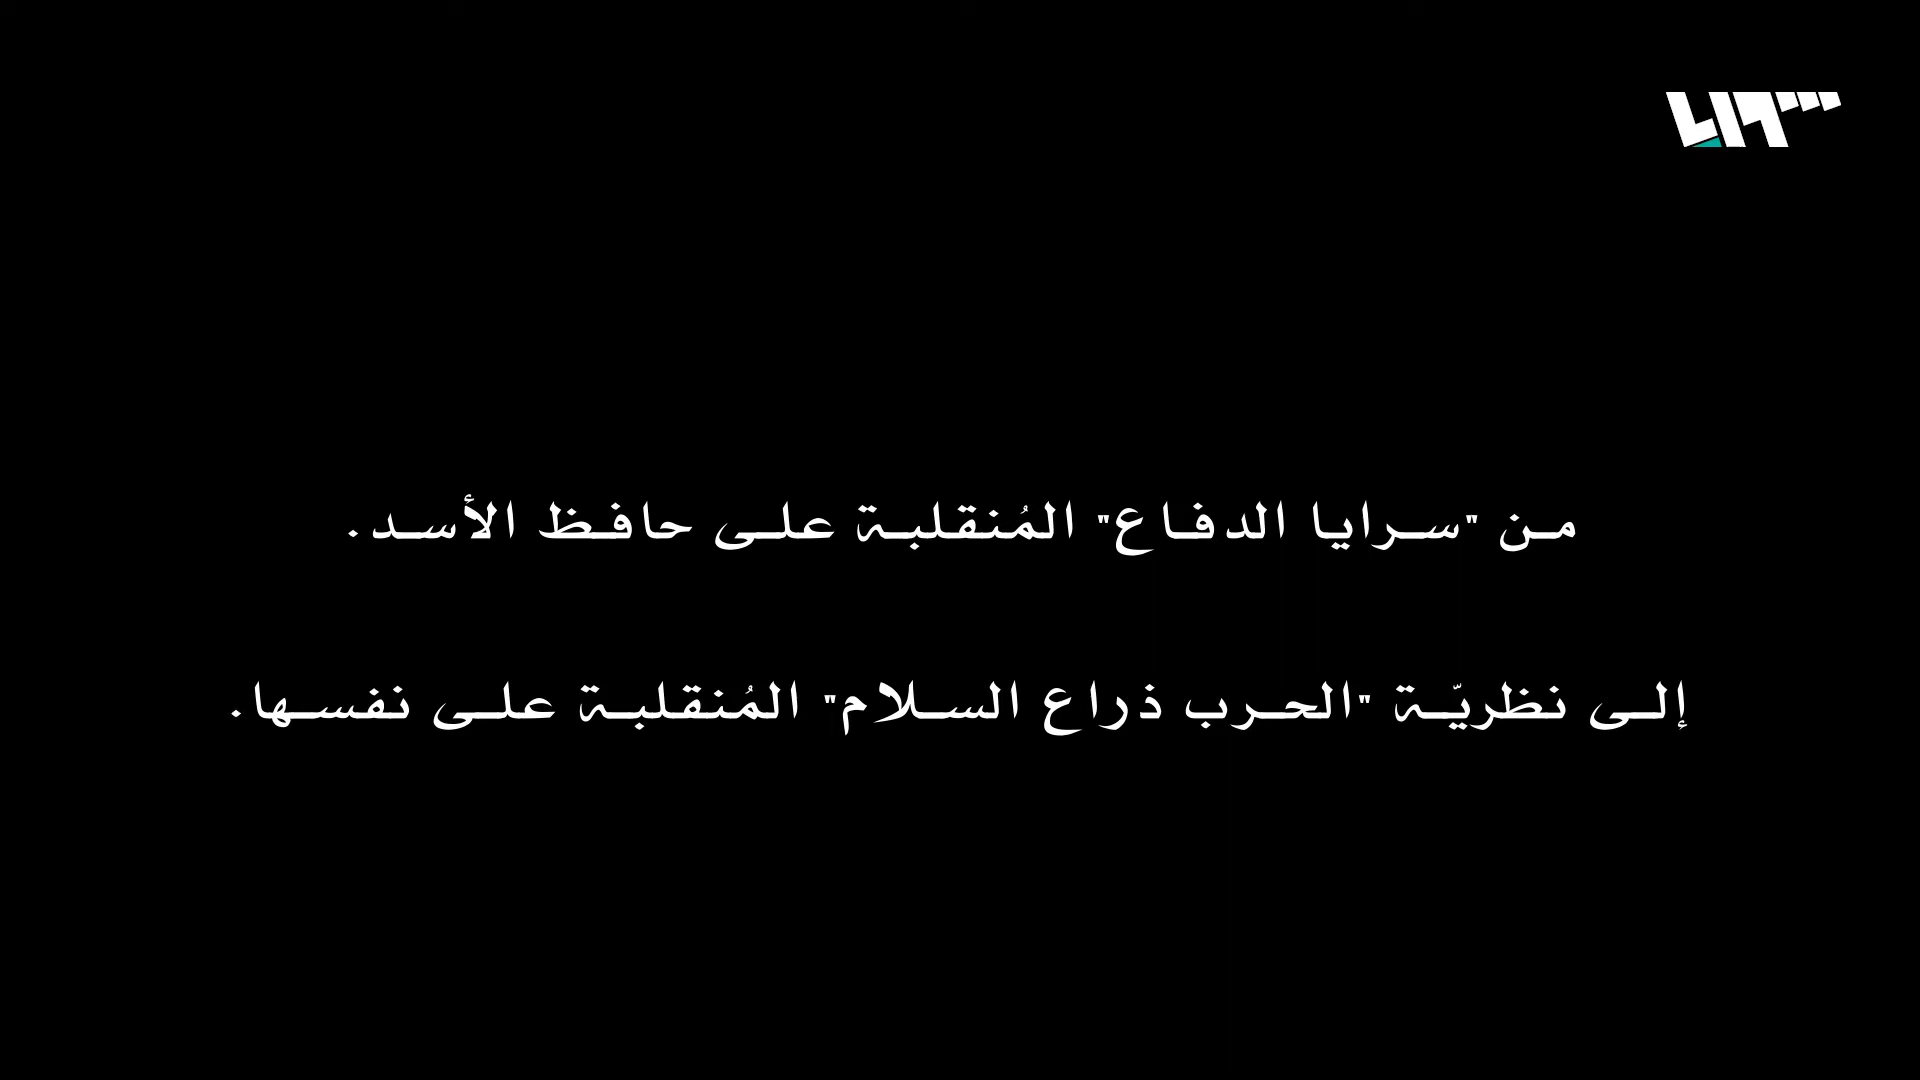 من "سرايا الدفاع" المُنقلبة على حافظ الأسد.
إلى نظريّة "الحرب ذراع السلام" المُنقلبة على نفسها.